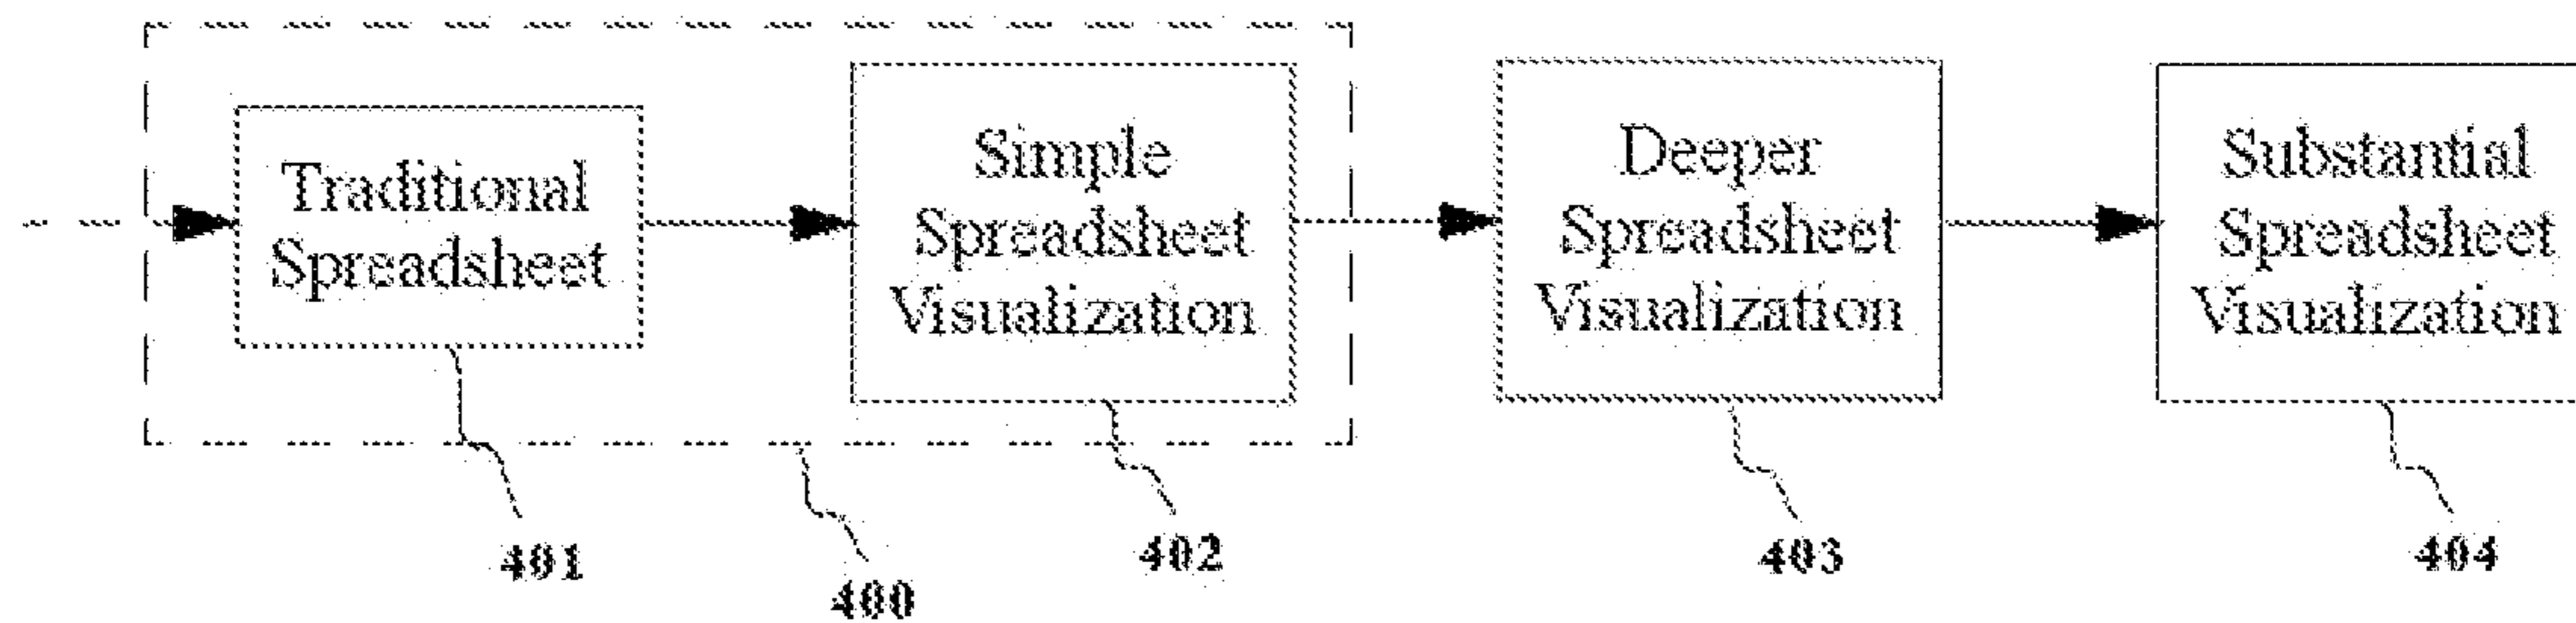 Traditional
Spreadsheet
Simple
Spreadsheet
Visualization
Deeper
Spreadsheet
Visualization
Substantial
Spreadsheet
Visualization
401
400
402
403
404